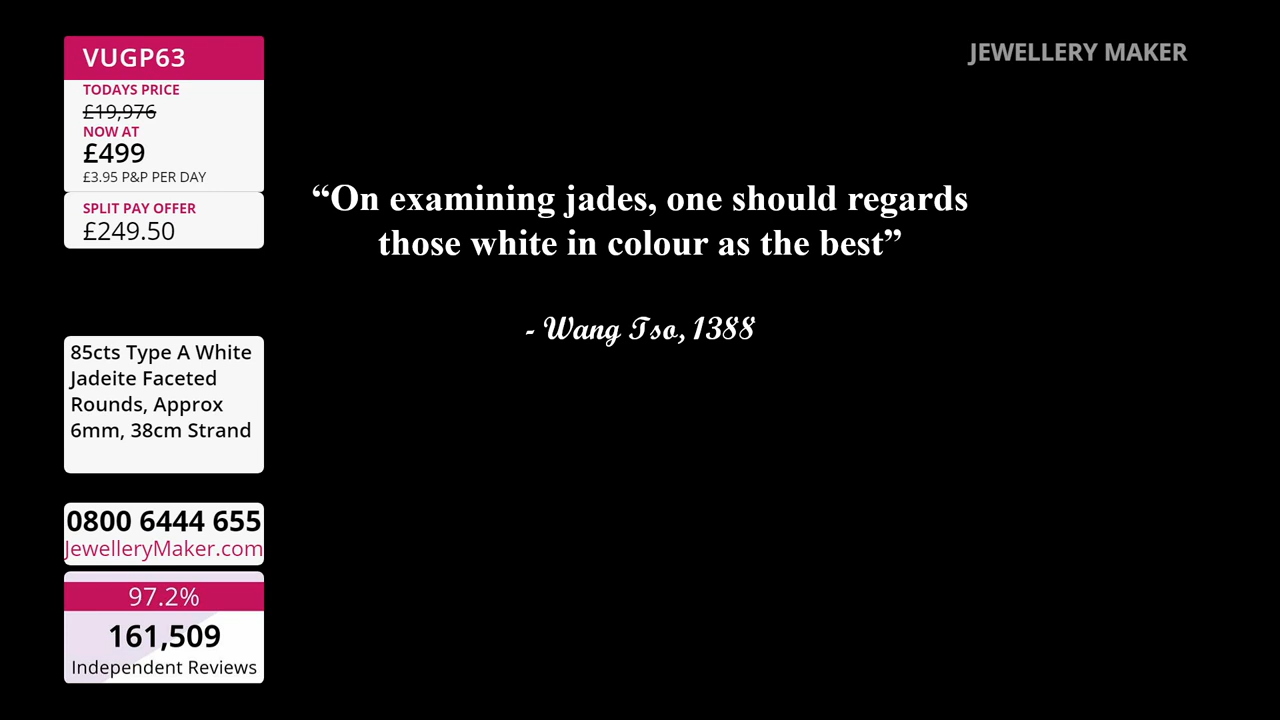 VUGP63
TODAYS PRICE
£19,976
NOW AT
£499
£3.95 P&P PER DAY
SPLIT PAY OFFER
£249.50
JEWELLERY MAKER
“On examining jades, one should regards
those white in colour as the best”
- Wang Tso, 1388
85cts Type A White
Jadeite Faceted
Rounds, Approx
6mm, 38cm Strand
0800 6444 655
JewelleryMaker.com
97.2%
161,509
Independent Reviews